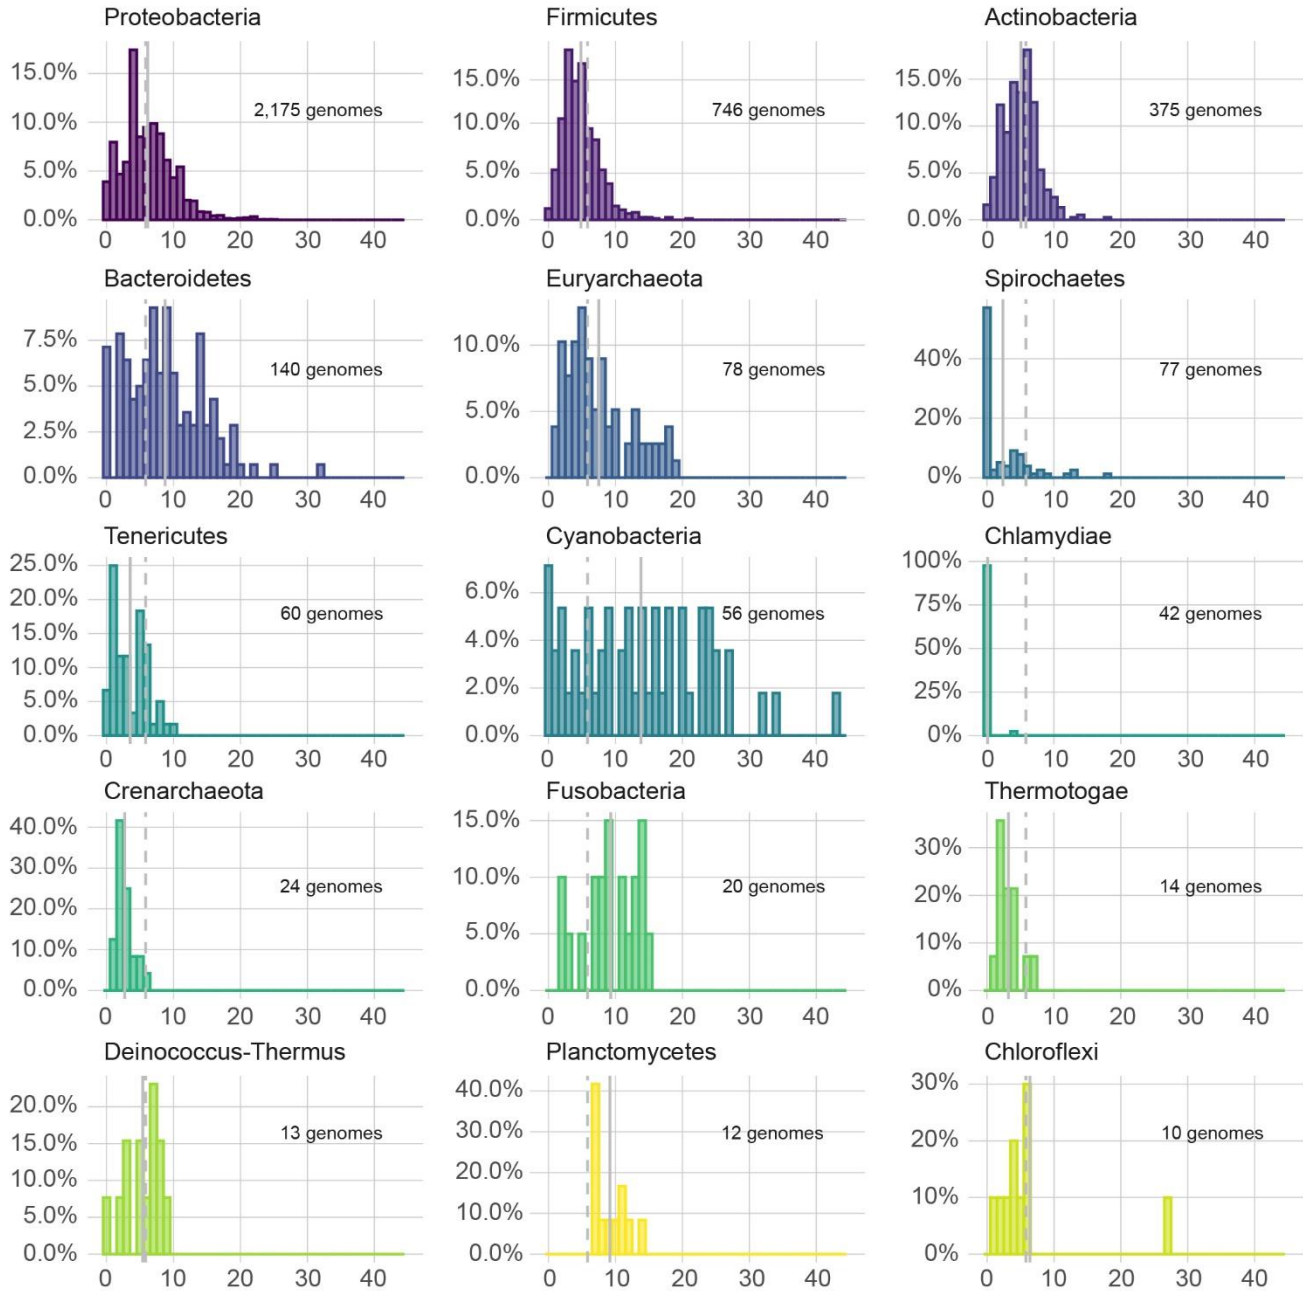 Proteobacteria
15.0%
10.0%
5.0%
0.0%
2,175 genomes
0 10 20 30 40
Firmicutes
15.0%
10.0%
5.0%
0.0%
746 genomes
0 10 20 30 40
Actinobacteria
15.0%
10.0%
5.0%
0.0%
375 genomes
0 10 20 30 40
Bacteroidetes
7.5%
5.0%
2.5%
0.0%
140 genomes
0 10 20 30 40
Euryarchaeota
10.0%
5.0%
0.0%
78 genomes
0 10 20 30 40
Spirochaetes
40%
20%
0%
77 genomes
0 10 20 30 40
Tenericutes
25.0%
20.0%
15.0%
10.0%
5.0%
0.0%
60 genomes
0 10 20 30 40
Cyanobacteria
6.0%
4.0%
2.0%
0.0%
56 genomes
0 10 20 30 40
Chlamydiae
100%
75%
50%
25%
0%
42 genomes
0 10 20 30 40
Crenarchaeota
40.0%
30.0%
20.0%
10.0%
0.0%
24 genomes
0 10 20 30 40
Fusobacteria
15.0%
10.0%
5.0%
0.0%
20 genomes
0 10 20 30 40
Thermotogae
30%
20%
10%
0%
14 genomes
0 10 20 30 40
Deinococcus-Thermus
20.0%
15.0%
10.0%
5.0%
0.0%
13 genomes
0 10 20 30 40
Planctomycetes
40.0%
30.0%
20.0%
10.0%
0.0%
12 genomes
0 10 20 30 40
Chloroflexi
30%
20%
10%
0%
10 genomes
0 10 20 30 40